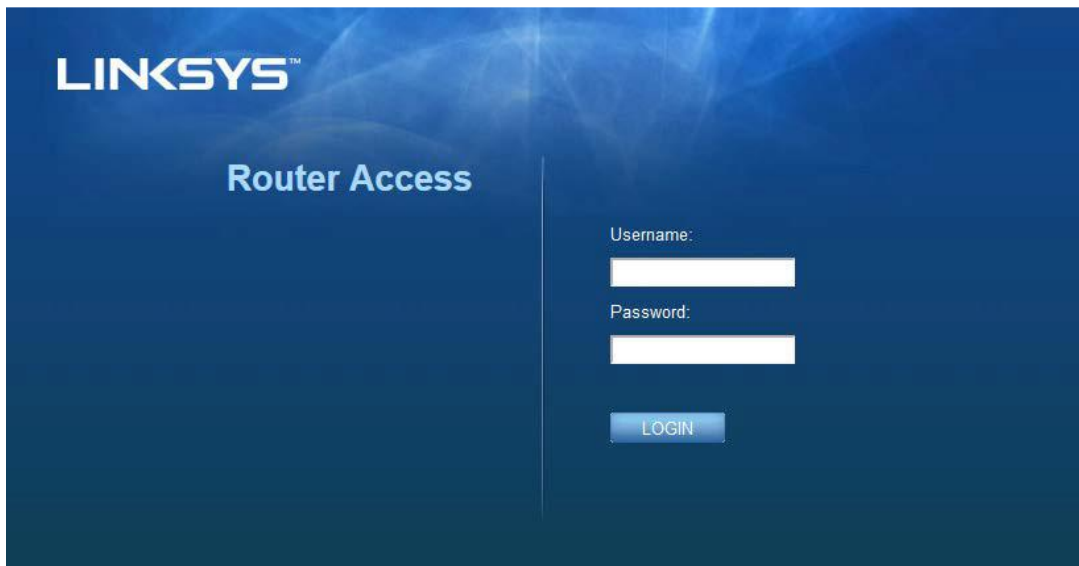 LINKSYS™
Router Access
Username:
Password:
LOGIN